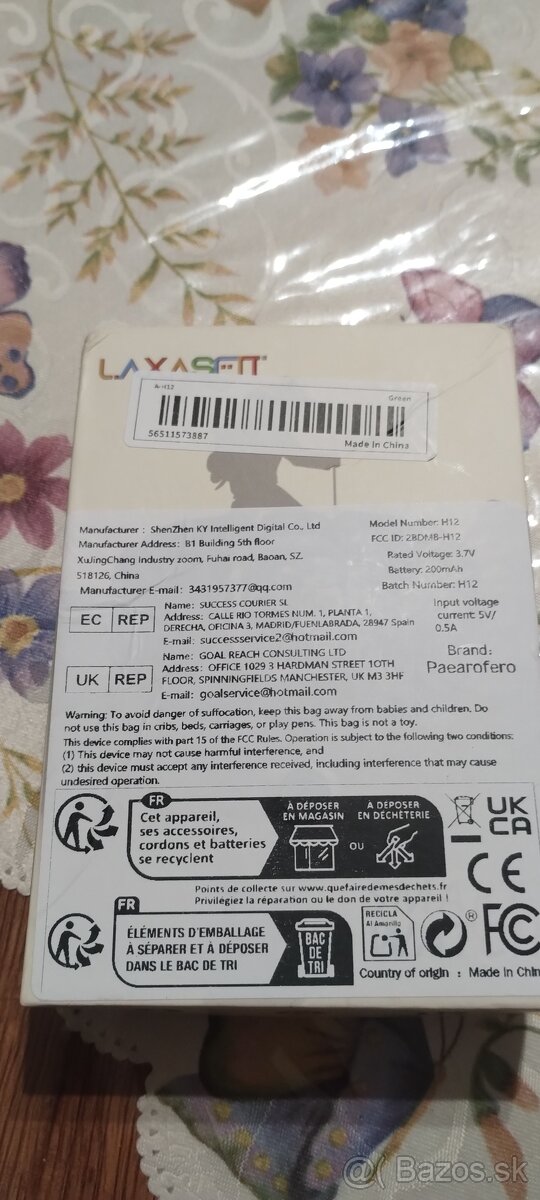 LAXASFIT
A-H12
Green
56511573887
Made in China
Manufacturer : ShenZhen KY Intelligent Digital Co., Ltd
Manufacturer Address: B1 Building 5th floor
XuJingChang industry zoom, Fuhai road, Baoan, SZ.
518126, China
Manufacturer E-mail: 3431957377@qq.com
Model Number: H12
FCC ID: 2BDMB-H12
Rated Voltage: 3.7V
Battery: 200mAh
Batch Number: H12
EC REP
Name: SUCCESS COURIER SL
Address: CALLE RIO TORMES NUM. 1, PLANTA 1,
DERECHA, OFICINA 3, MADRID/FUENLABRADA, 28947 Spain
E-mail: successservice2@hotmail.com
Input voltage
current: 5V/
0.5A
UK REP
Name: GOAL REACH CONSULTING LTD
Address: OFFICE 1029 3 HARDMAN STREET 10TH
FLOOR, SPINNINGFIELDS MANCHESTER, UK M3 3HF
E-mail: goalservice@hotmail.com
Brand:
Paearofero
Warning: To avoid danger of suffocation, keep this bag away from babies and children. Do
not use this bag in cribs, beds, carriages, or play pens. This bag is not a toy.
This device complies with part 15 of the FCC Rules. Operation is subject to the following two conditions:
(1) This device may not cause harmful interference, and
(2) this device must accept any interference received, including interference that may cause
undesired operation.
FR
Cet appareil,
ses accessoires,
cordons et batteries
se recyclent
À DÉPOSER
EN MAGASIN
OU
À DÉPOSER
EN DÉCHÈTERIE
UK
CA
CE
Points de collecte sur www.quefairedemesdechets.fr
Privilégiez la réparation ou le don de votre appareil !
FR
ÉLÉMENTS D'EMBALLAGE
À SÉPARER ET À DÉPOSER
DANS LE BAC DE TRI
BAC
DE
TRI
RECICLA
Al Amarillo
®
FC
Country of origin : Made in Chin
Bazos.sk